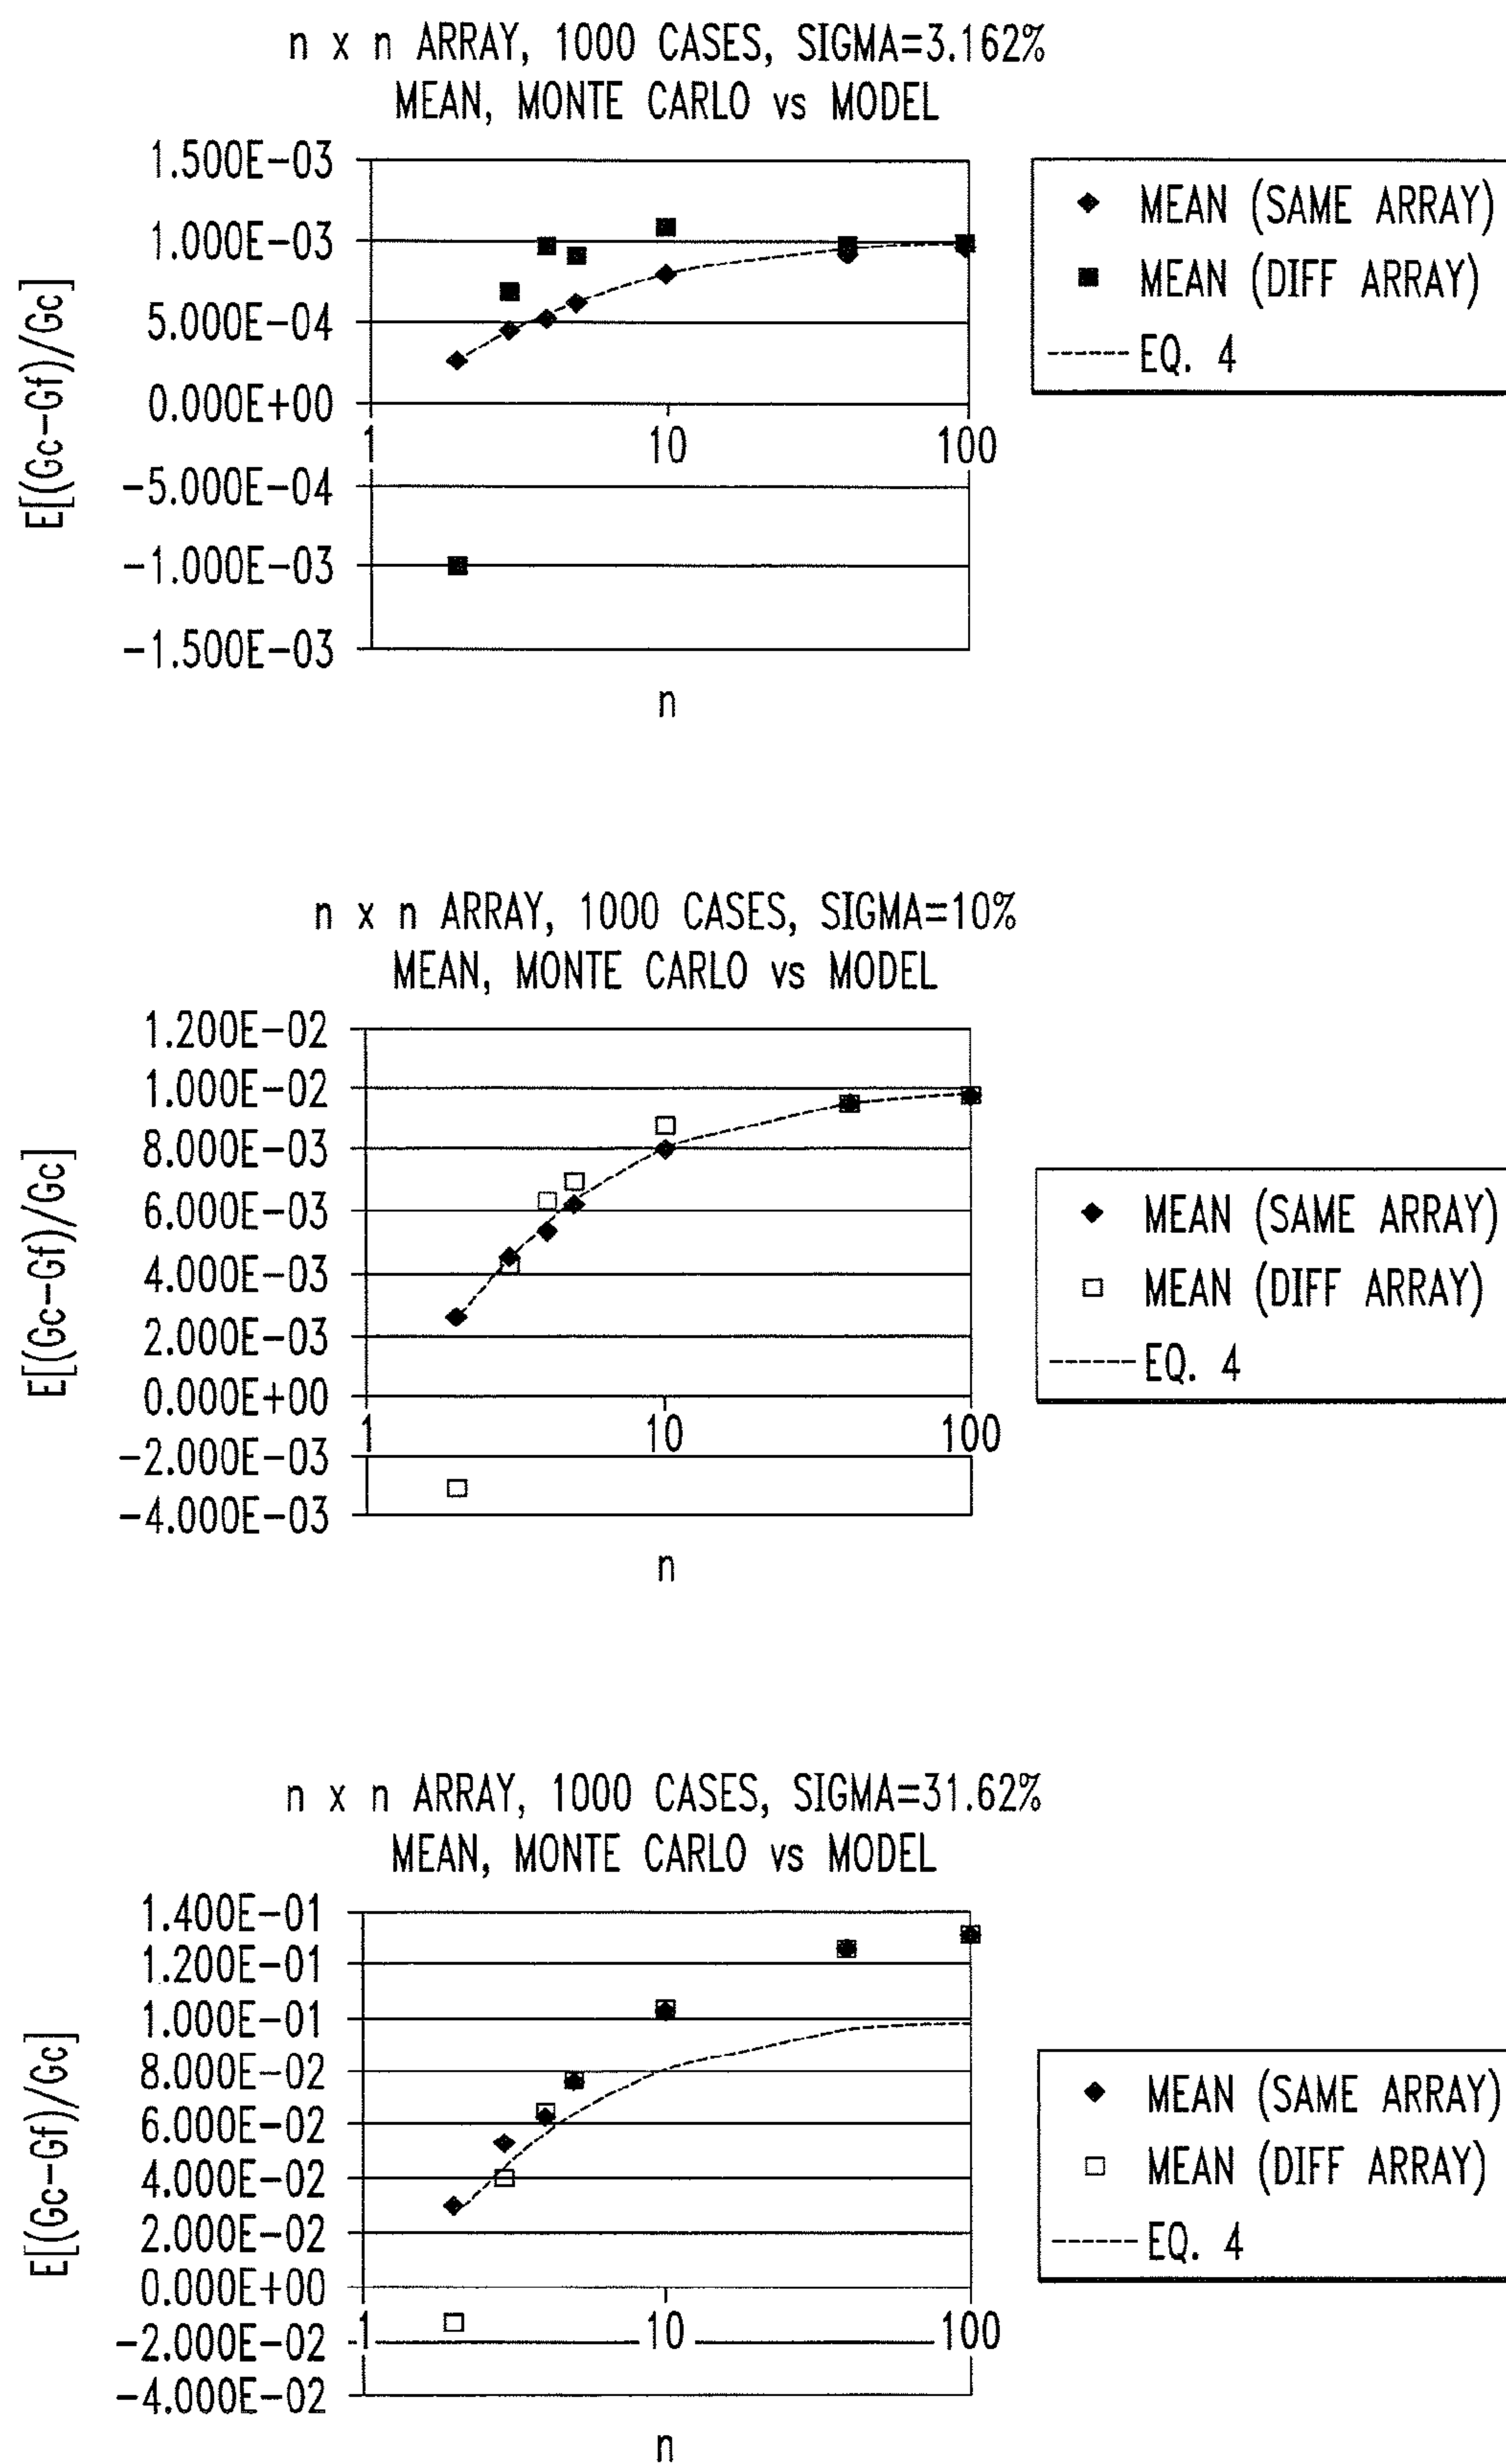 n x n ARRAY, 1000 CASES, SIGMA=3.162%
MEAN, MONTE CARLO vs MODEL
E[(Gc-Gf)/Gc]
1.500E-03
1.000E-03
5.000E-04
0.000E+00
-5.000E-04
-1.000E-03
-1.500E-03
1
10
100
n
MEAN (SAME ARRAY)
MEAN (DIFF ARRAY)
EQ. 4
n x n ARRAY, 1000 CASES, SIGMA=10%
MEAN, MONTE CARLO vs MODEL
E[(Gc-Gf)/Gc]
1.200E-02
1.000E-02
8.000E-03
6.000E-03
4.000E-03
2.000E-03
0.000E+00
-2.000E-03
-4.000E-03
1
10
100
n
MEAN (SAME ARRAY)
MEAN (DIFF ARRAY)
EQ. 4
n x n ARRAY, 1000 CASES, SIGMA=31.62%
MEAN, MONTE CARLO vs MODEL
E[(Gc-Gf)/Gc]
1.400E-01
1.200E-01
1.000E-01
8.000E-02
6.000E-02
4.000E-02
2.000E-02
0.000E+00
-2.000E-02
-4.000E-02
1
10
100
n
MEAN (SAME ARRAY)
MEAN (DIFF ARRAY)
EQ. 4